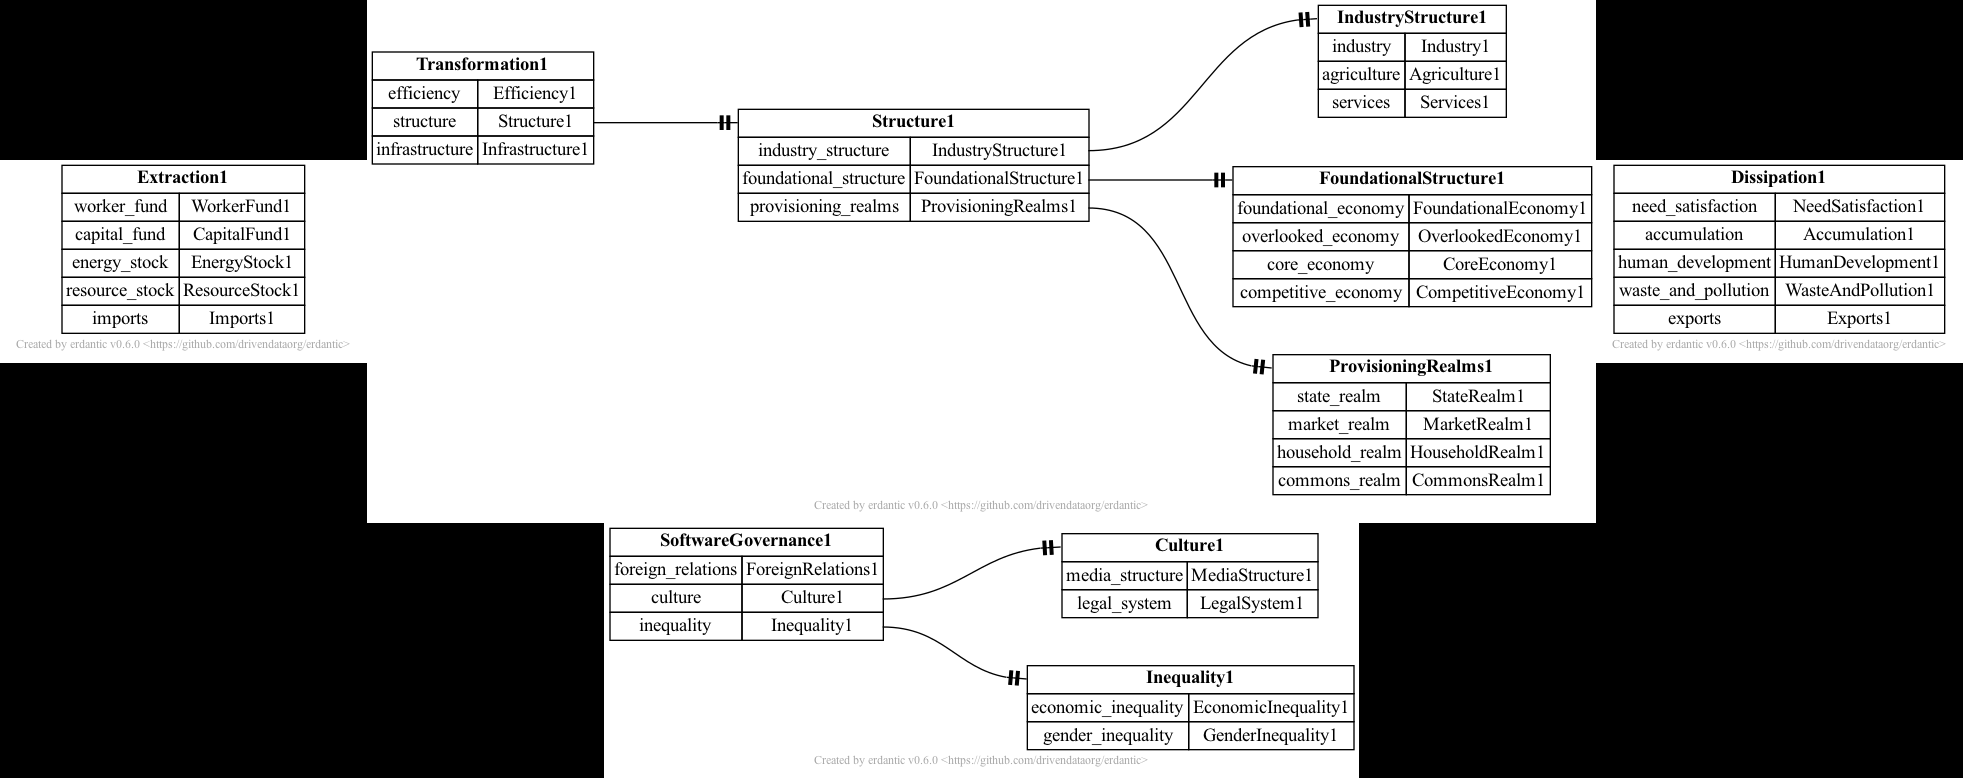 Transformation1
efficiency Efficiency1
structure Structure1
infrastructure Infrastructure1
Structure1
industry_structure IndustryStructure1
foundational_structure FoundationalStructure1
provisioning_realms ProvisioningRealms1
IndustryStructure1
industry Industry1
agriculture Agriculture1
services Services1
FoundationalStructure1
foundational_economy FoundationalEconomy1
overlooked_economy OverlookedEconomy1
core_economy CoreEconomy1
competitive_economy CompetitiveEconomy1
ProvisioningRealms1
state_realm StateRealm1
market_realm MarketRealm1
household_realm HouseholdRealm1
commons_realm CommonsRealm1
Created by erdantic v0.6.0 <https://github.com/drivendataorg/erdantic>
Extraction1
worker_fund WorkerFund1
capital_fund CapitalFund1
energy_stock EnergyStock1
resource_stock ResourceStock1
imports Imports1
Created by erdantic v0.6.0 <https://github.com/drivendataorg/erdantic>
Dissipation1
need_satisfaction NeedSatisfaction1
accumulation Accumulation1
human_development HumanDevelopment1
waste_and_pollution WasteAndPollution1
exports Exports1
Created by erdantic v0.6.0 <https://github.com/drivendataorg/erdantic>
SoftwareGovernance1
foreign_relations ForeignRelations1
culture Culture1
inequality Inequality1
Culture1
media_structure MediaStructure1
legal_system LegalSystem1
Inequality1
economic_inequality EconomicInequality1
gender_inequality GenderInequality1
Created by erdantic v0.6.0 <https://github.com/drivendataorg/erdantic>